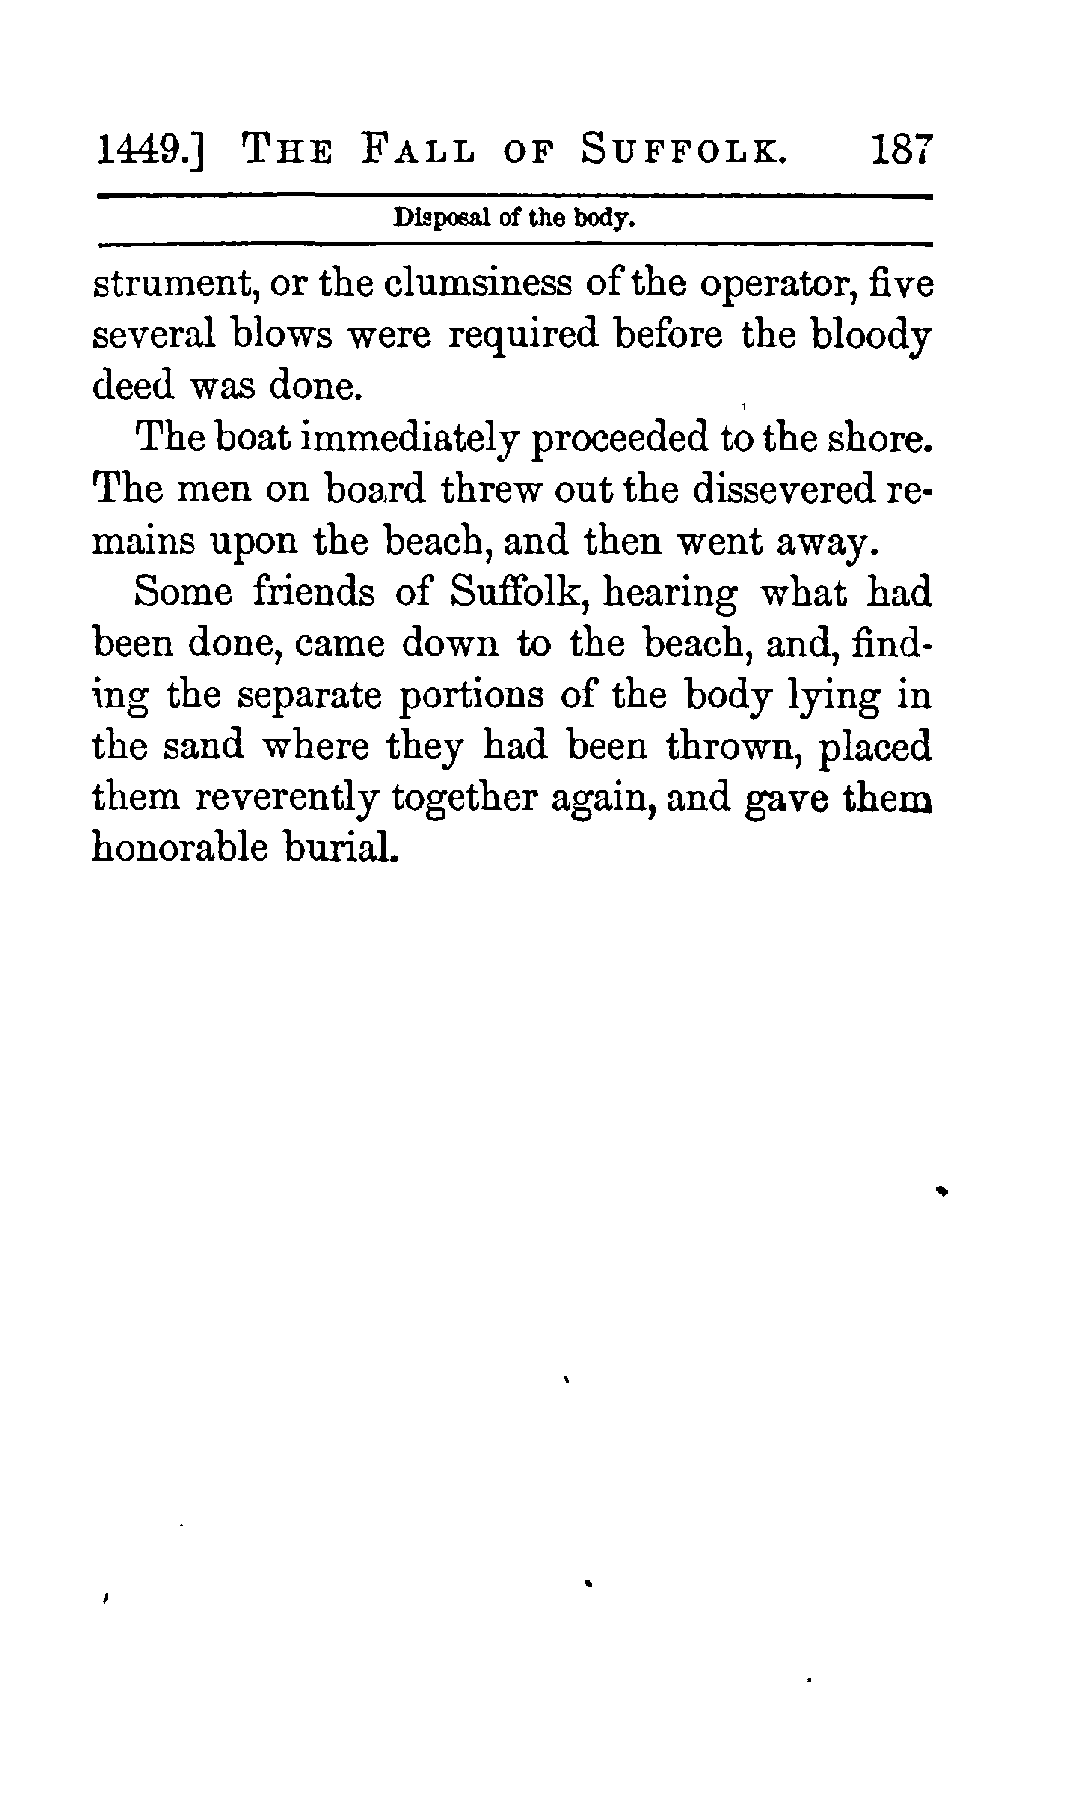 1449.] THE FALL OF SUFFOLK. 187
Disposal of the body.
strument, or the clumsiness of the operator, five
several blows were required before the bloody
deed was done.
The boat immediately proceeded to the shore.
The men on board threw out the dissevered re-
mains upon the beach, and then went away.
Some friends of Suffolk, hearing what had
been done, came down to the beach, and, find-
ing the separate portions of the body lying in
the sand where they had been thrown, placed
them reverently together again, and gave them
honorable burial.